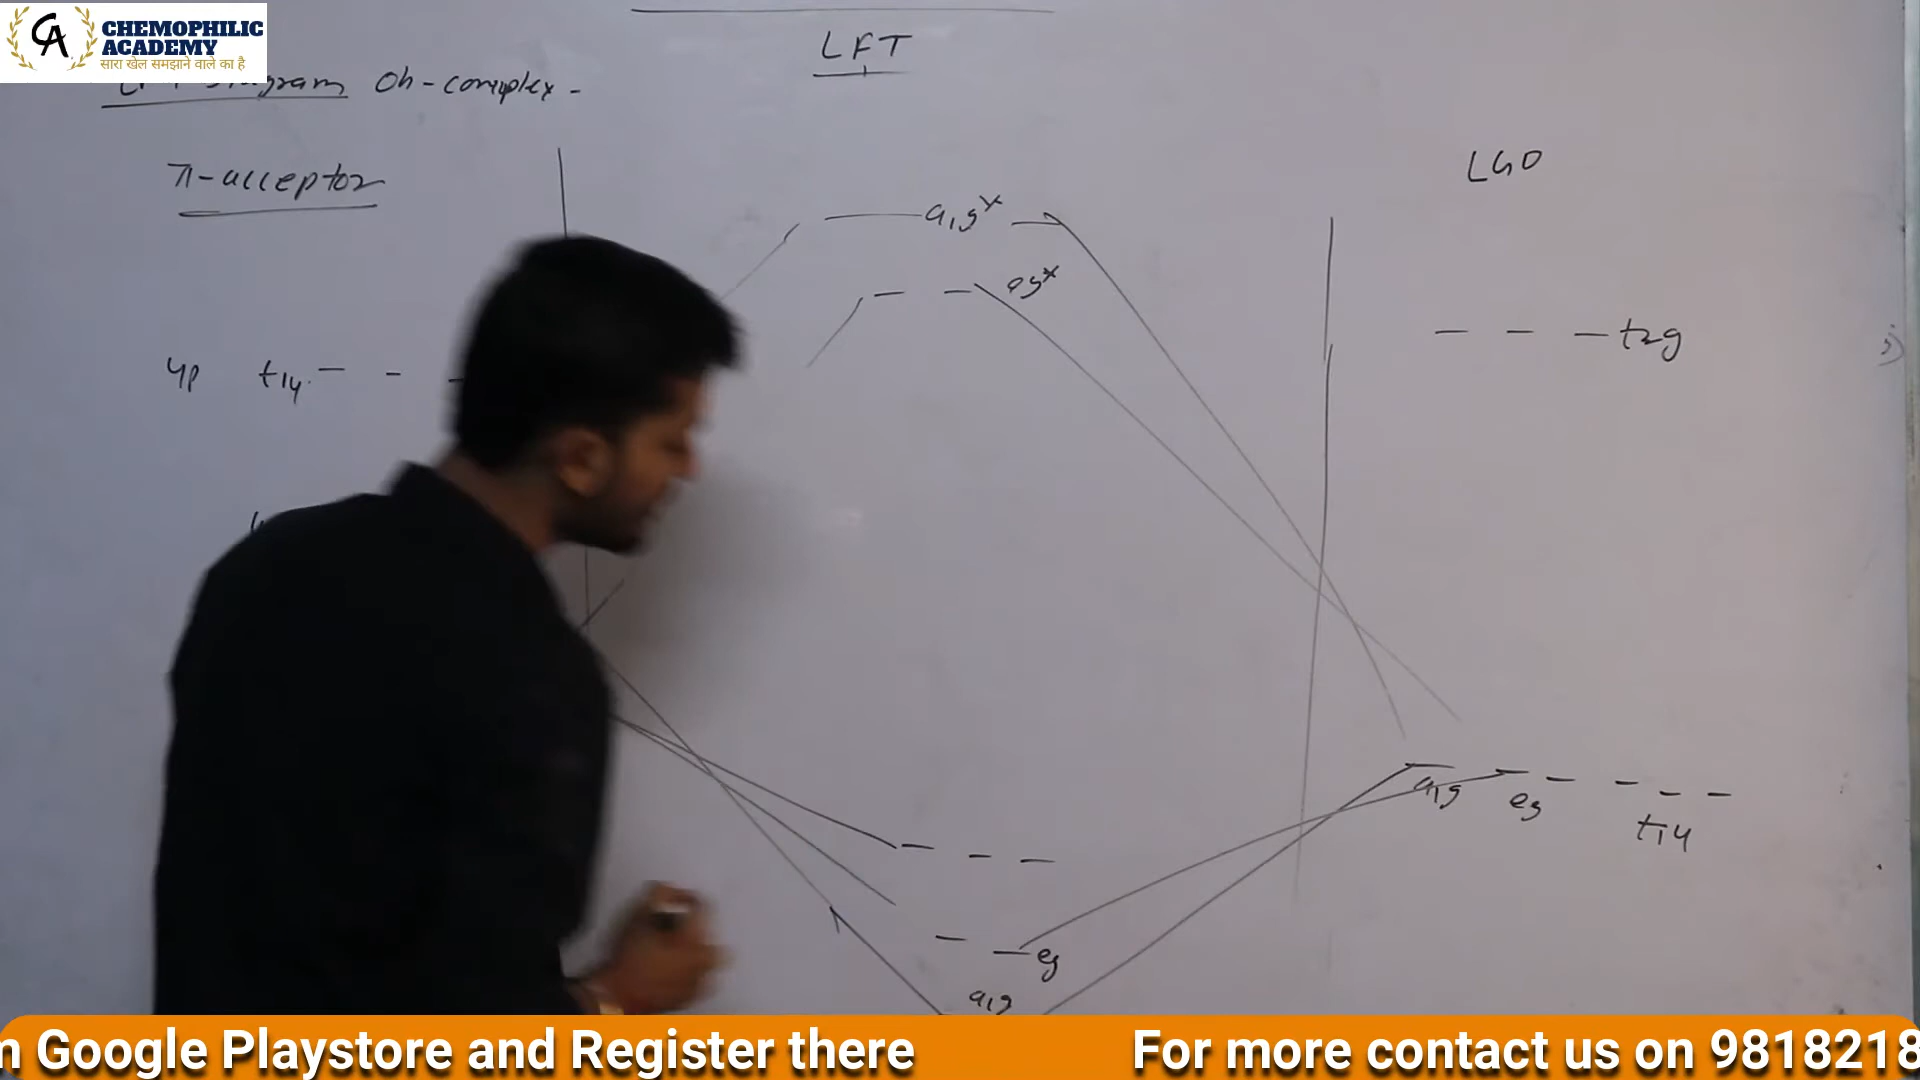 CA CHEMOPHILIC
ACADEMY
सारा खेल समझाने वाले का है
LFT
Oh-complex-
π-acceptor
LGO
a1g*
eg*
t2g
4p t1u
a1g eg
t1u
eg
a1g
Google Playstore and Register there For more contact us on 9818218